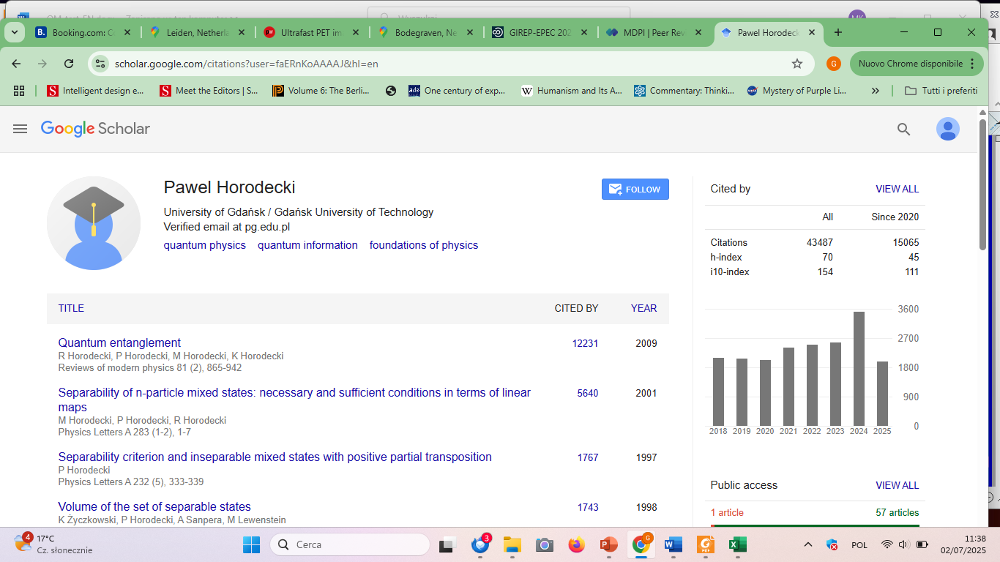 Booking.com: C
Leiden, Netherla
Ultrafast PET im
Bodegraven, Ne
GIREP-EPEC 202
MDPI | Peer Rev
Pawel Horodeck
scholar.google.com/citations?user=faERnKoAAAAJ&hl=en
G
Nuovo Chrome disponibile
Intelligent design e...
Meet the Editors | S...
Volume 6: The Berli...
One century of exp...
Humanism and Its A...
Commentary: Thinki...
Mystery of Purple Li...
Tutti i preferiti
Google Scholar
Pawel Horodecki
FOLLOW
University of Gdańsk / Gdańsk University of Technology
Verified email at pg.edu.pl
quantum physics quantum information foundations of physics
Cited by VIEW ALL
All Since 2020
Citations 43487 15065
h-index 70 45
i10-index 154 111
TITLE CITED BY YEAR
Quantum entanglement 12231 2009
R Horodecki, P Horodecki, M Horodecki, K Horodecki
Reviews of modern physics 81 (2), 865-942
Separability of n-particle mixed states: necessary and sufficient conditions in terms of linear 5640 2001
maps
M Horodecki, P Horodecki, R Horodecki
Physics Letters A 283 (1-2), 1-7
Separability criterion and inseparable mixed states with positive partial transposition 1767 1997
P Horodecki
Physics Letters A 232 (5), 333-339
Volume of the set of separable states 1743 1998
K Życzkowski, P Horodecki, A Sanpera, M Lewenstein
3600
2700
1800
900
0
2018 2019 2020 2021 2022 2023 2024 2025
Public access VIEW ALL
1 article 57 articles
4
17°C
Cz. słonecznie
Cerca
3
G
POL
11:38
02/07/2025